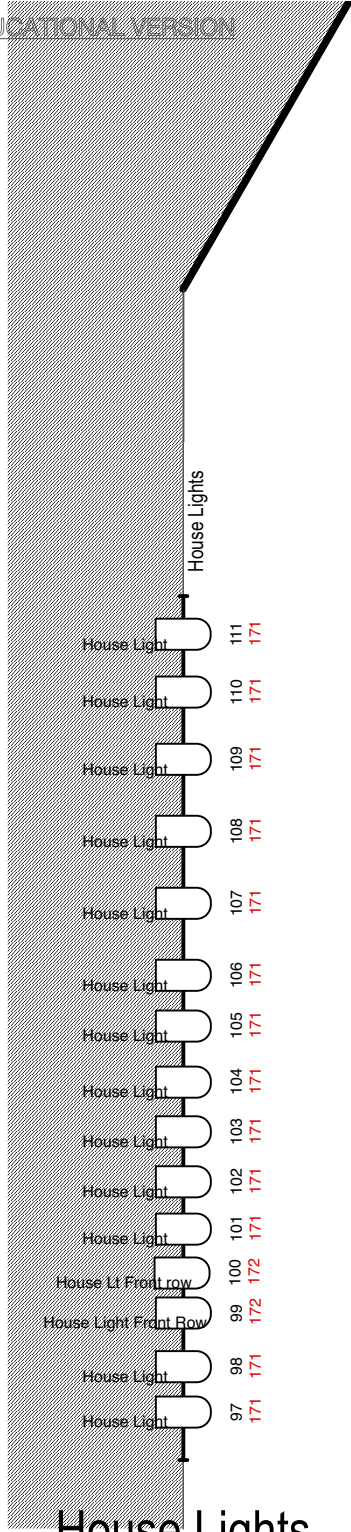 UCATIONAL VERSION
House Lights
House Light 111 171
House Light 110 171
House Light 109 171
House Light 108 171
House Light 107 171
House Light 106 171
House Light 105 171
House Light 104 171
House Light 103 171
House Light 102 171
House Light 101 171
House Lt Front row 100 172
House Light Front Row 99 172
House Light 98 171
House Light 97 171
House Lights